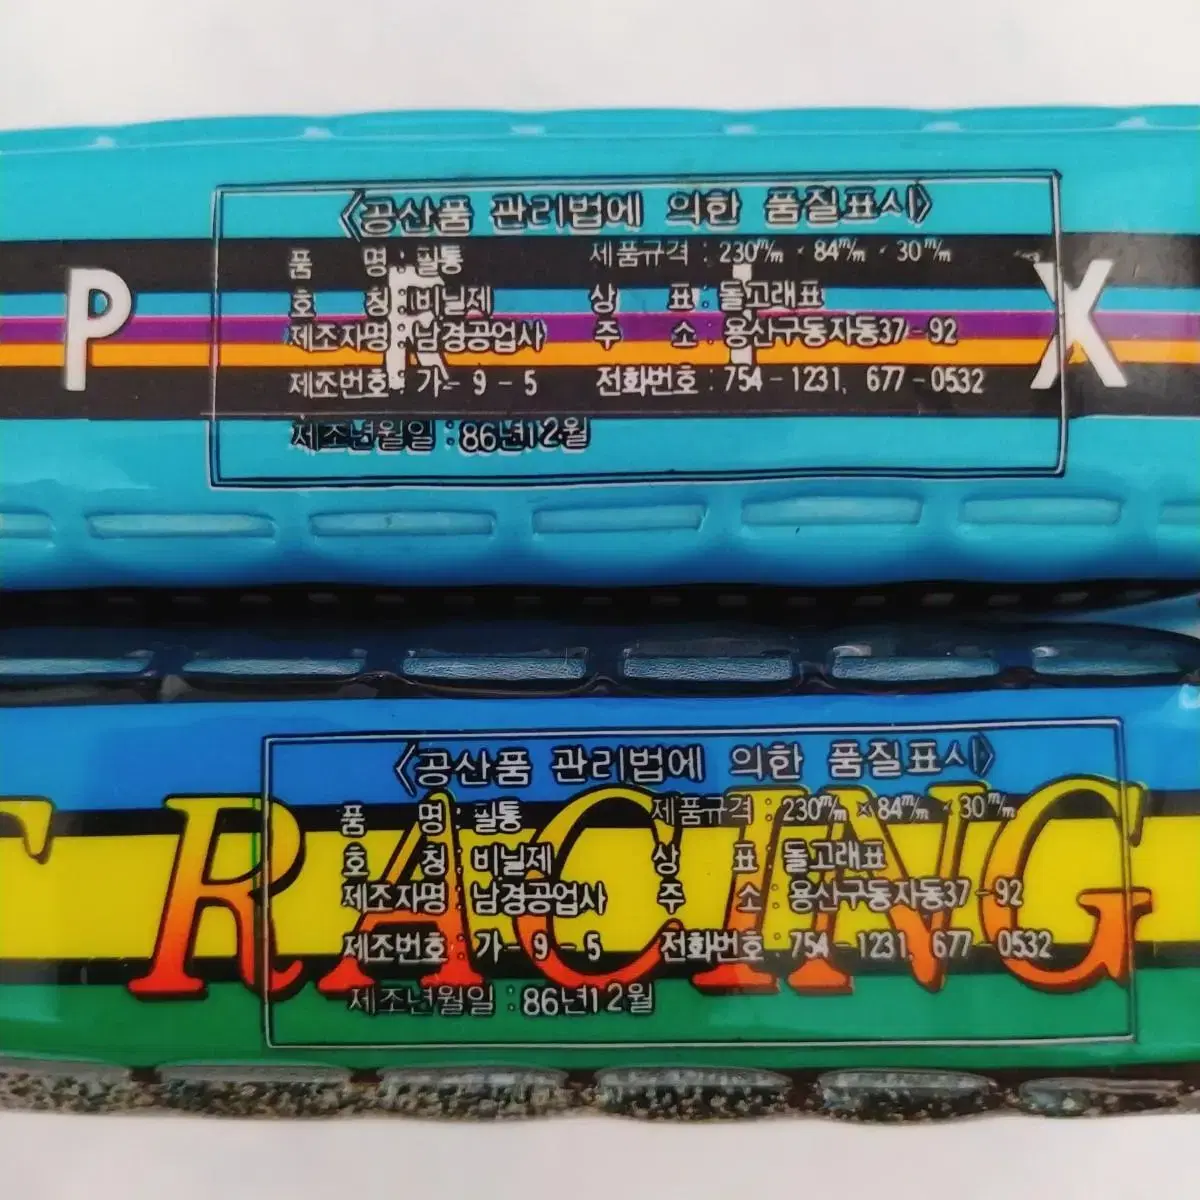 〈공산품 관리법에 의한 품질표시〉
품 명 : 필통 제품규격 : 230m/m × 84m/m × 30m/m
호 칭 : 비닐제 상 표 : 돌고래표
제조자명 : 남경공업사 주 소 : 용산구동자동37-92
제조번호 : 가-9-5 전화번호 : 754-1231, 677-0532
제조년월일 : 86년12월
P X
〈공산품 관리법에 의한 품질표시〉
품 명 : 필통 제품규격 : 230m/m × 84m/m × 30m/m
호 칭 : 비닐제 상 표 : 돌고래표
제조자명 : 남경공업사 주 소 : 용산구동자동37-92
제조번호 : 가-9-5 전화번호 : 754-1231, 677-0532
제조년월일 : 86년12월
RACING